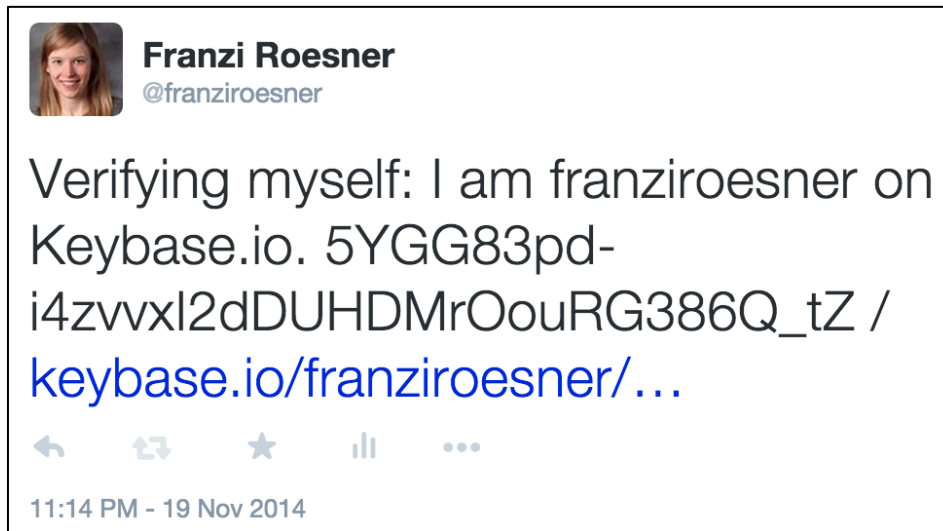 Franzi Roesner
@franziroesner
Verifying myself: I am franziroesner on
Keybase.io. 5YGG83pd-
i4zvvxI2dDUHDMrOouRG386Q_tZ /
keybase.io/franziroesner/…
11:14 PM - 19 Nov 2014